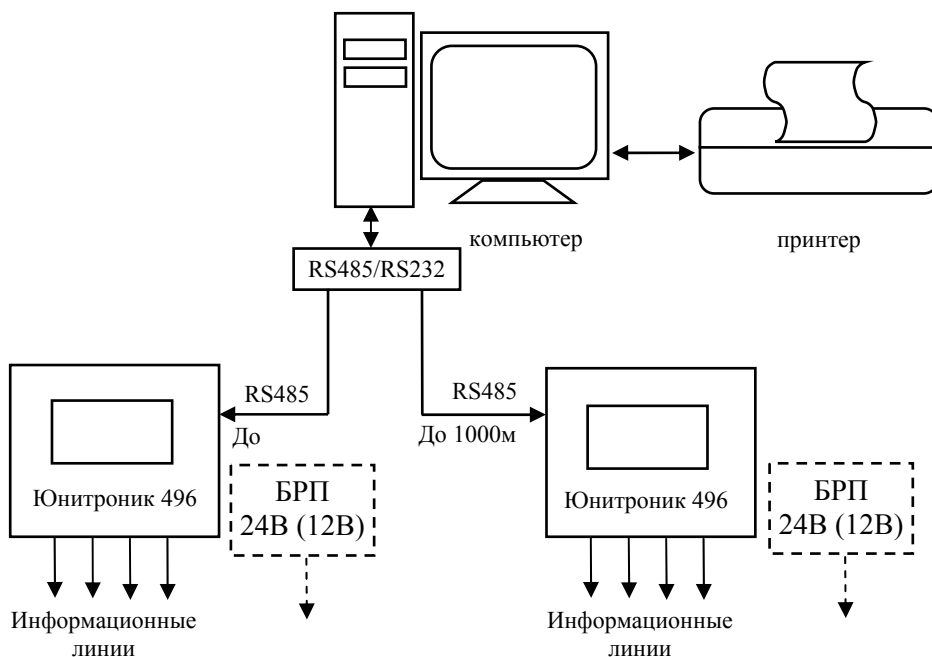 компьютер
принтер
RS485/RS232
RS485
До
RS485
До 1000м
Юнитроник 496
БРП
24В (12В)
Юнитроник 496
БРП
24В (12В)
Информационные
линии
Информационные
линии